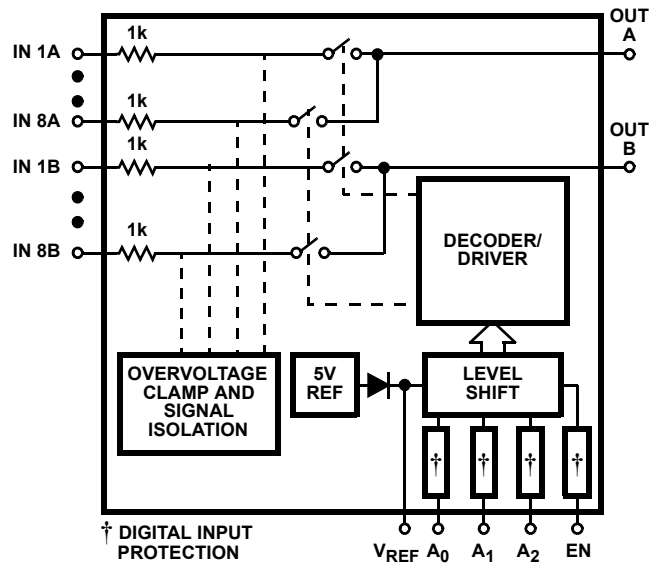 OUT
A
IN 1A
1k
IN 8A
1k
OUT
B
IN 1B
1k
IN 8B
1k
DECODER/
DRIVER
OVERVOLTAGE
CLAMP AND
SIGNAL
ISOLATION
5V
REF
LEVEL
SHIFT
† † † †
† DIGITAL INPUT
PROTECTION
VREF A0 A1 A2 EN